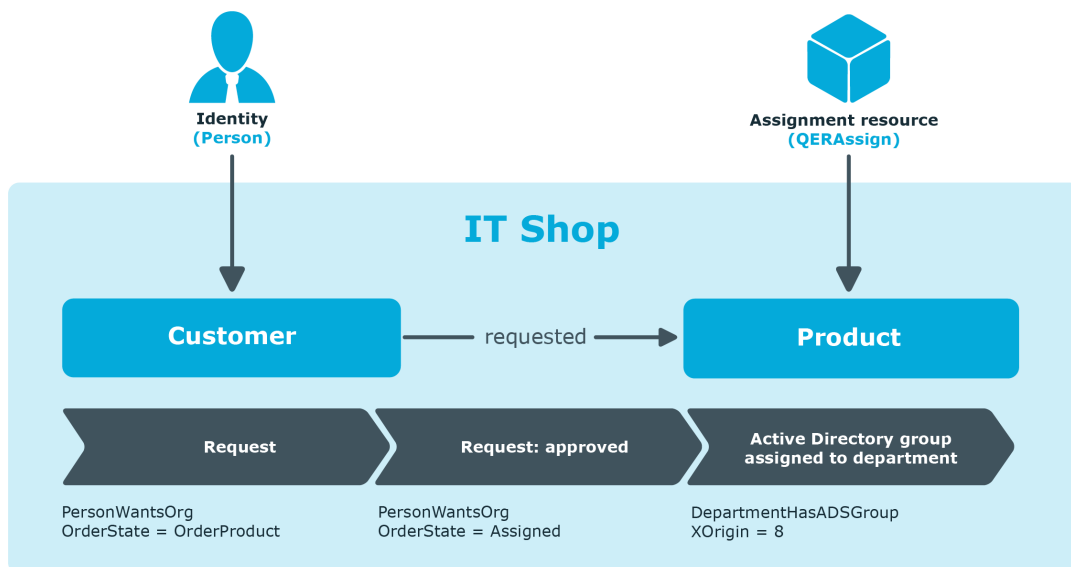 Identity
(Person)
Assignment resource
(QERAssign)
IT Shop
Customer
requested
Product
Request
Request: approved
Active Directory group
assigned to department
PersonWantsOrg
OrderState = OrderProduct
PersonWantsOrg
OrderState = Assigned
DepartmentHasADSGroup
XOrigin = 8